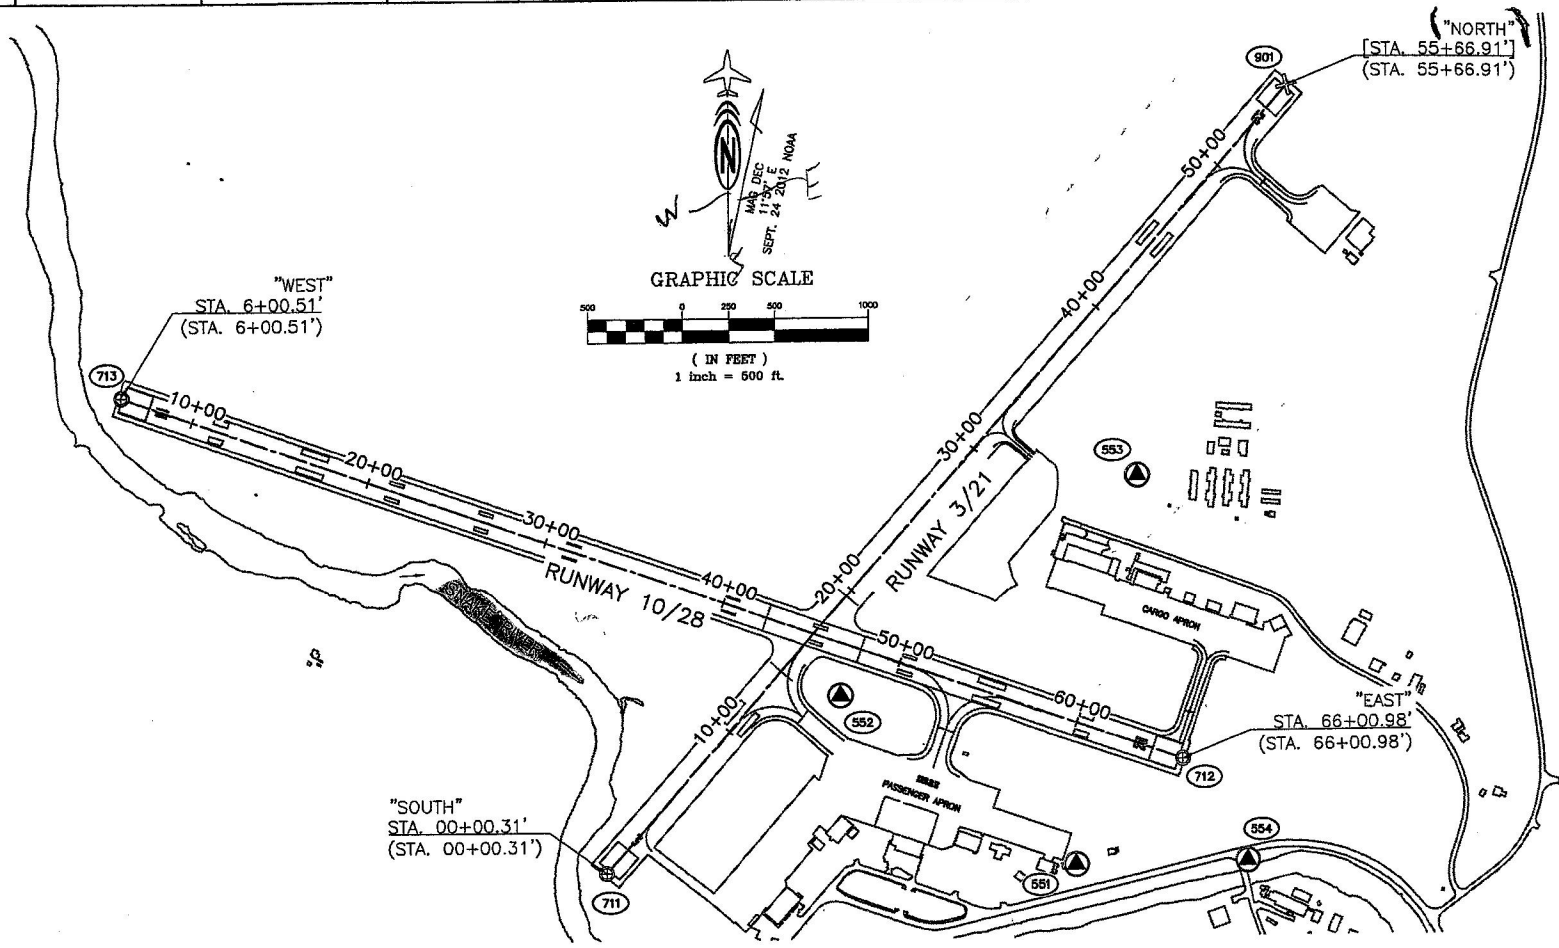 "NORTH"
[STA. 55+66.91']
(STA. 55+66.91')
901
50+00
N
MAG DEC
11°57' E
SEPT. 24 2012 NOAA
W
GRAPHIC SCALE
500 0 250 500 1000
( IN FEET )
1 inch = 500 ft.
"WEST"
STA. 6+00.51'
(STA. 6+00.51')
713
10+00
20+00
30+00
40+00
50+00
60+00
RUNWAY 10/28
40+00
30+00
20+00
10+00
RUNWAY 3/21
553
CARGO APRON
552
"EAST"
STA. 66+00.98'
(STA. 66+00.98')
712
PASSENGER APRON
"SOUTH"
STA. 00+00.31'
(STA. 00+00.31')
711
551
554